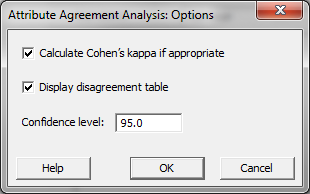 Attribute Agreement Analysis: Options
Calculate Cohen's kappa if appropriate
Display disagreement table
Confidence level: 95.0
Help OK Cancel